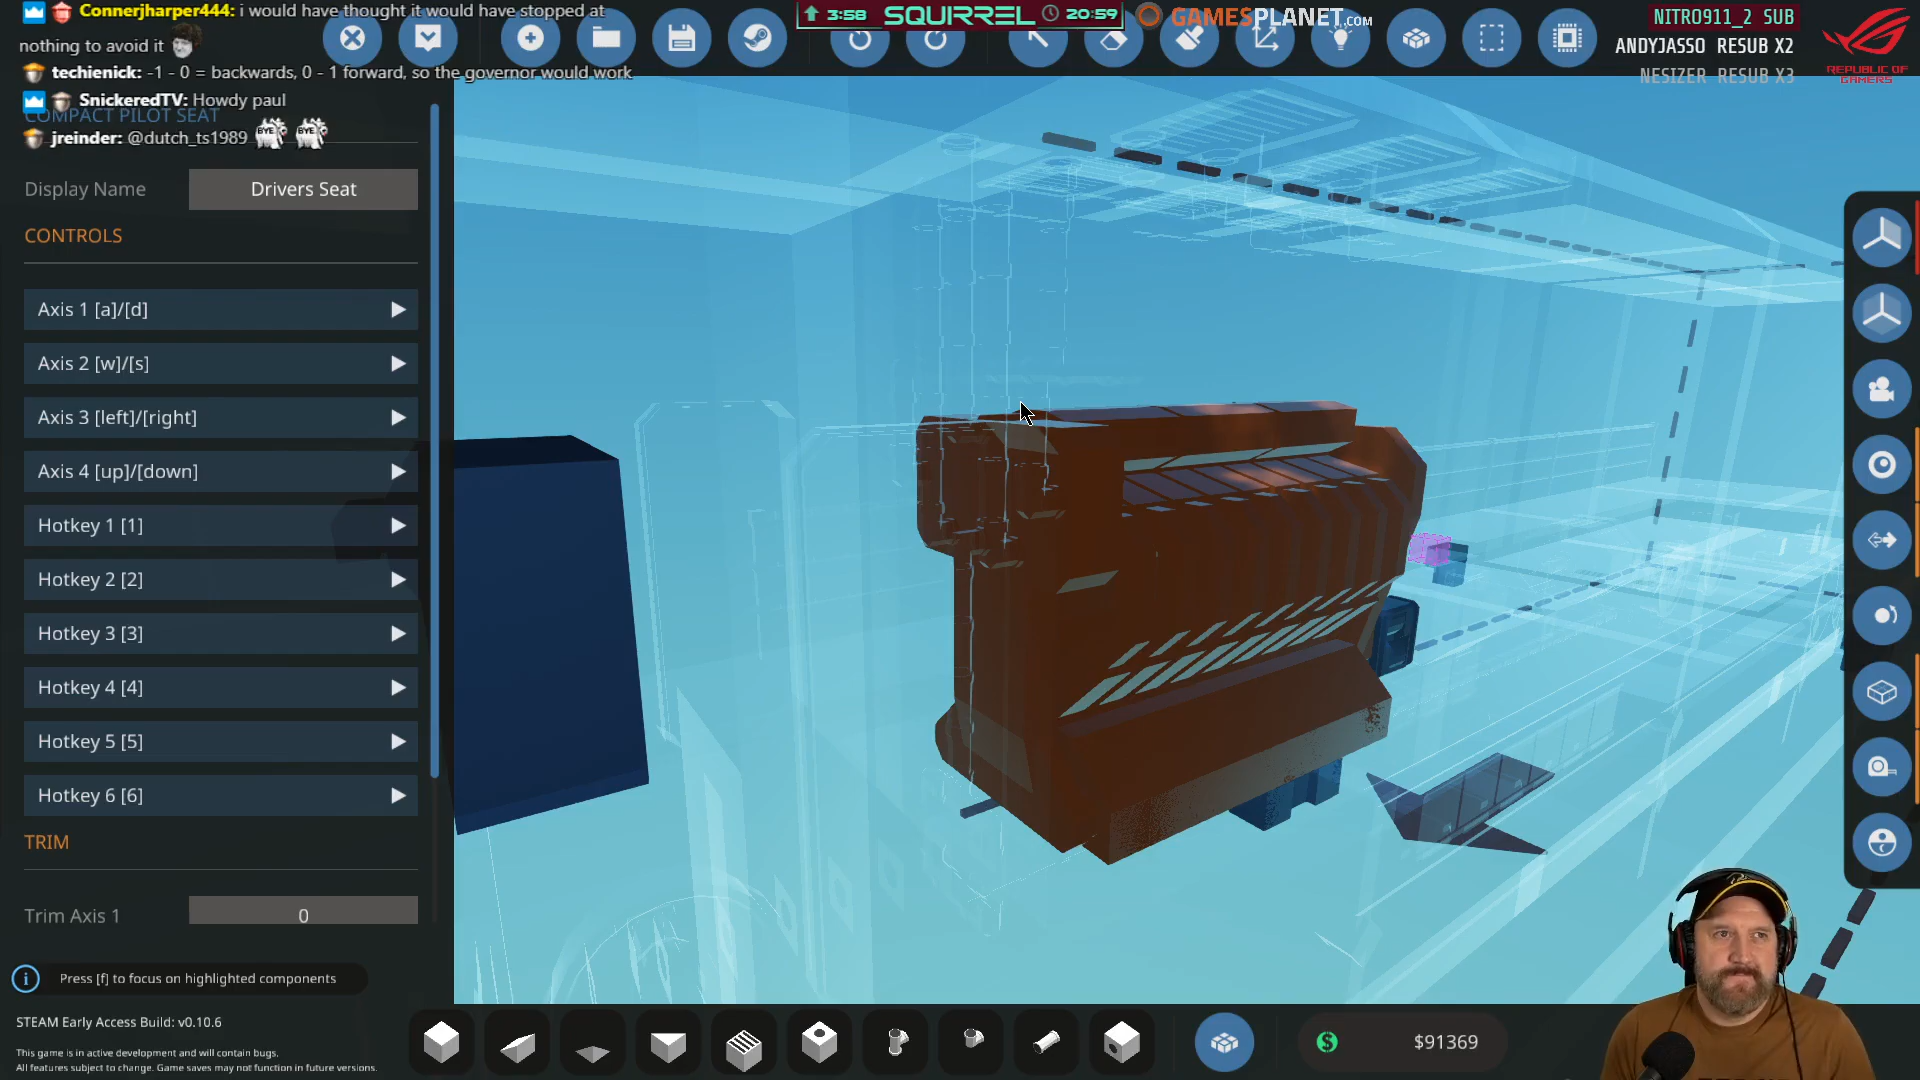 Connerjharper444: i would have thought it would have stopped at
nothing to avoid it
techienick: -1 - 0 = backwards, 0 - 1 forward, so the governor would work
SnickeredTV: Howdy paul
COMPACT PILOT SEAT
jreinder: @dutch_ts1989 BYE BYE
3:58 SQUIRREL 20:59
GAMESPLANET.COM
NITRO911_2 SUB
ANDYJASSO RESUB X2
NESIZER RESUB X3
REPUBLIC OF
GAMERS
Display Name Drivers Seat
CONTROLS
Axis 1 [a]/[d]
Axis 2 [w]/[s]
Axis 3 [left]/[right]
Axis 4 [up]/[down]
Hotkey 1 [1]
Hotkey 2 [2]
Hotkey 3 [3]
Hotkey 4 [4]
Hotkey 5 [5]
Hotkey 6 [6]
TRIM
Trim Axis 1 0
Press [f] to focus on highlighted components
STEAM Early Access Build: v0.10.6
This game is in active development and will contain bugs.
All features subject to change. Game saves may not function in future versions.
$91369